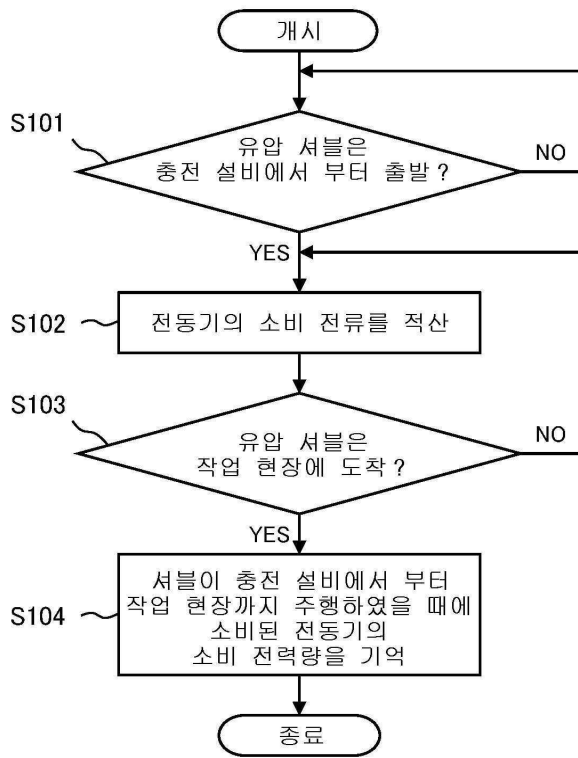 개시
S101
유압 셔블은
충전 설비에서 부터 출발 ?
NO
YES
S102
전동기의 소비 전류를 적산
S103
유압 셔블은
작업 현장에 도착 ?
NO
YES
S104
셔블이 충전 설비에서 부터
작업 현장까지 주행하였을 때에
소비된 전동기의
소비 전력량을 기억
종료